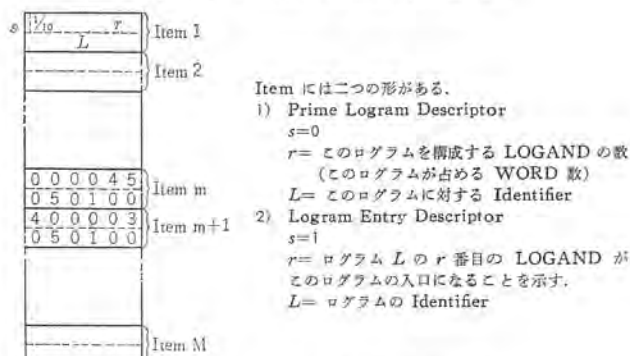 s 1/10 r
L
Item 1
Item 2
0 0 0 0 4 5
0 5 0 1 0 0
Item m
4 0 0 0 0 3
0 5 0 1 0 0
Item m+1
Item M
Item には二つの形がある.
1) Prime Logram Descriptor
s=0
r= このログラムを構成する LOGAND の数
(このログラムが占める WORD 数)
L= このログラムに対する Identifier
2) Logram Entry Descriptor
s=1
r= ログラム L の r 番目の LOGAND が
このログラムの入口になることを示す.
L= ログラムの Identifier